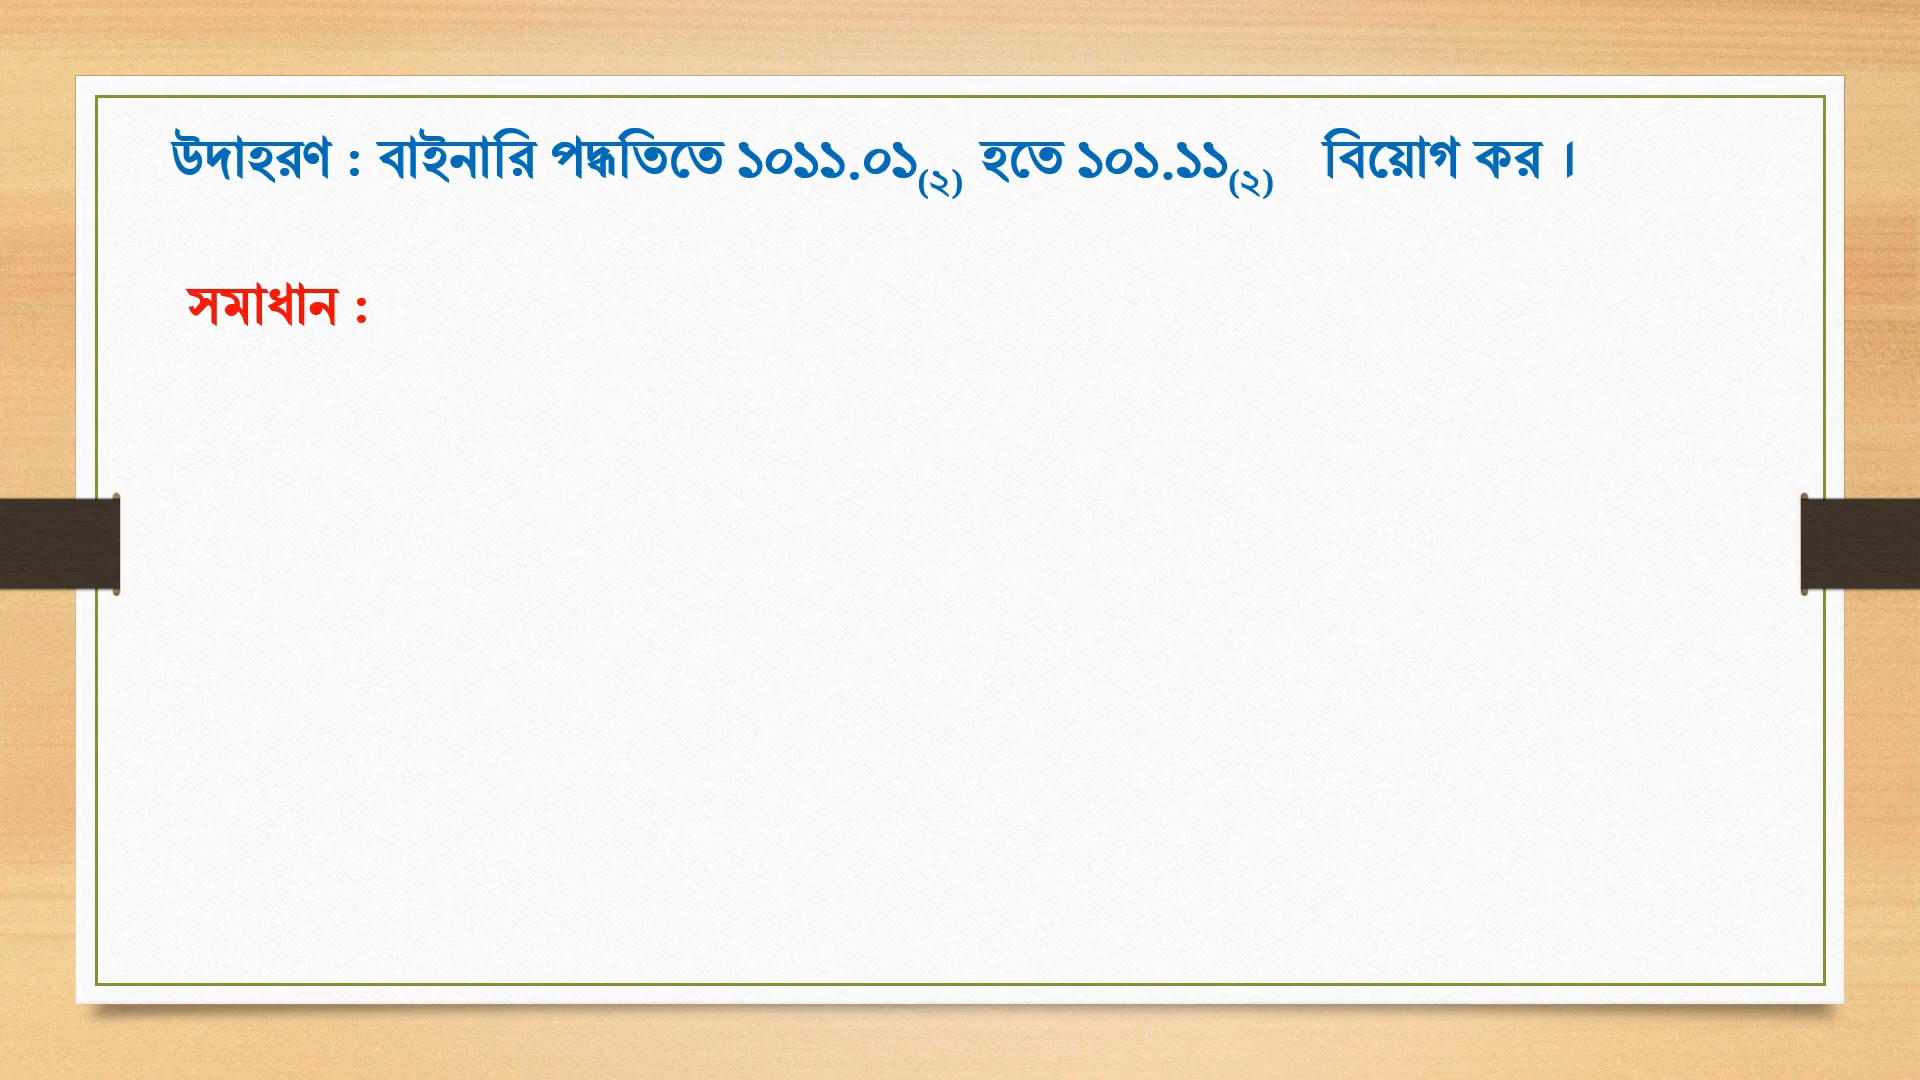 উদাহরণ : বাইনারি পদ্ধতিতে ১০১১.০১(২) হতে ১০১.১১(২) বিয়োগ কর ।
সমাধান :